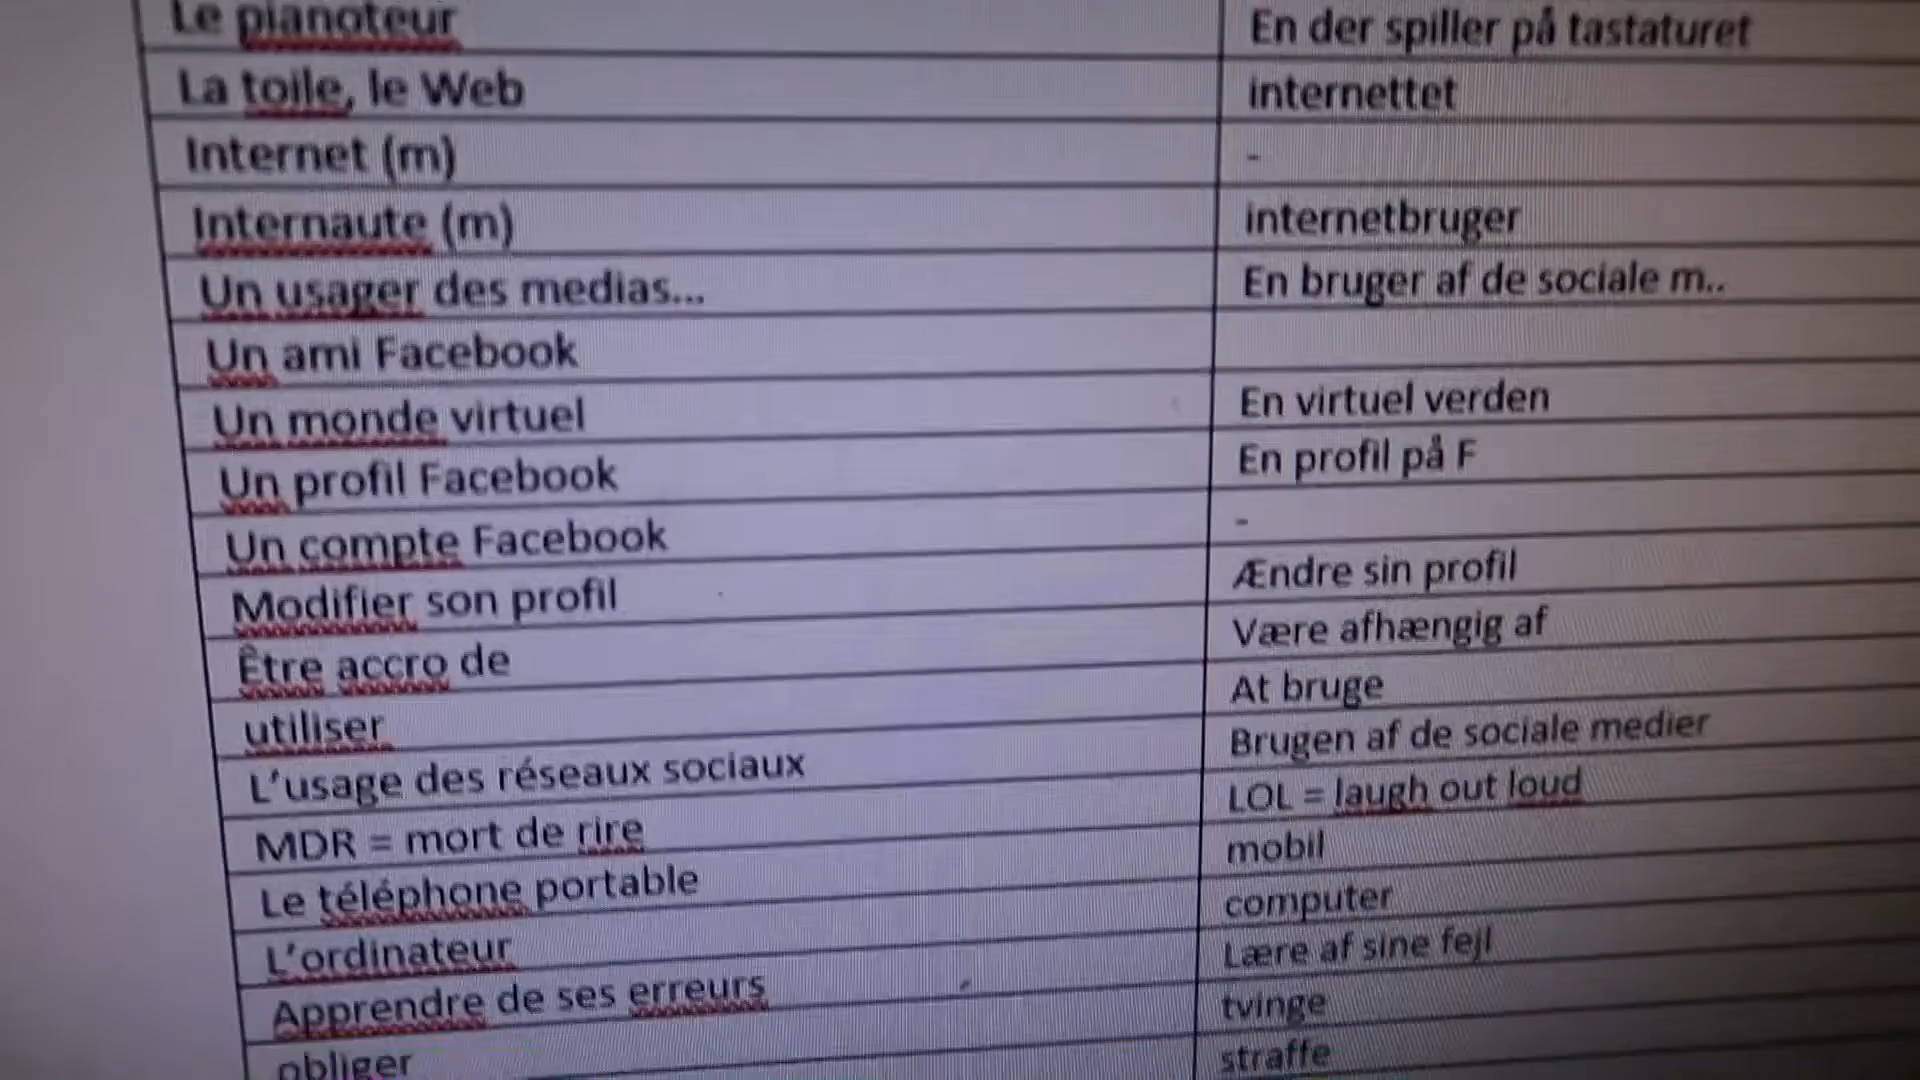 Le pianoteur En der spiller på tastaturet
La toile, le Web internettet
Internet (m) -
Internaute (m) internetbruger
Un usager des medias... En bruger af de sociale m..
Un ami Facebook
Un monde virtuel En virtuel verden
Un profil Facebook En profil på F
Un compte Facebook -
Modifier son profil Ændre sin profil
Être accro de Være afhængig af
utiliser At bruge
L'usage des réseaux sociaux Brugen af de sociale medier
MDR = mort de rire LOL = laugh out loud
Le téléphone portable mobil
L'ordinateur computer
Apprendre de ses erreurs Lære af sine fejl
obliger tvinge
straffe